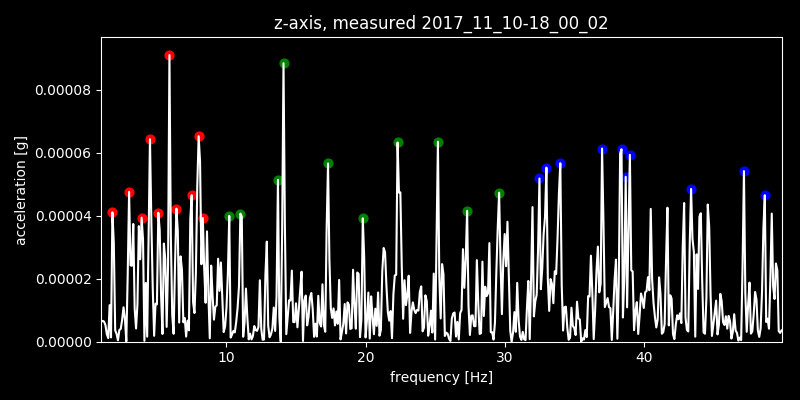 z-axis, measured 2017_11_10-18_00_02
0.00008
0.00006
0.00004
0.00002
0.00000
acceleration [g]
10 20 30 40
frequency [Hz]